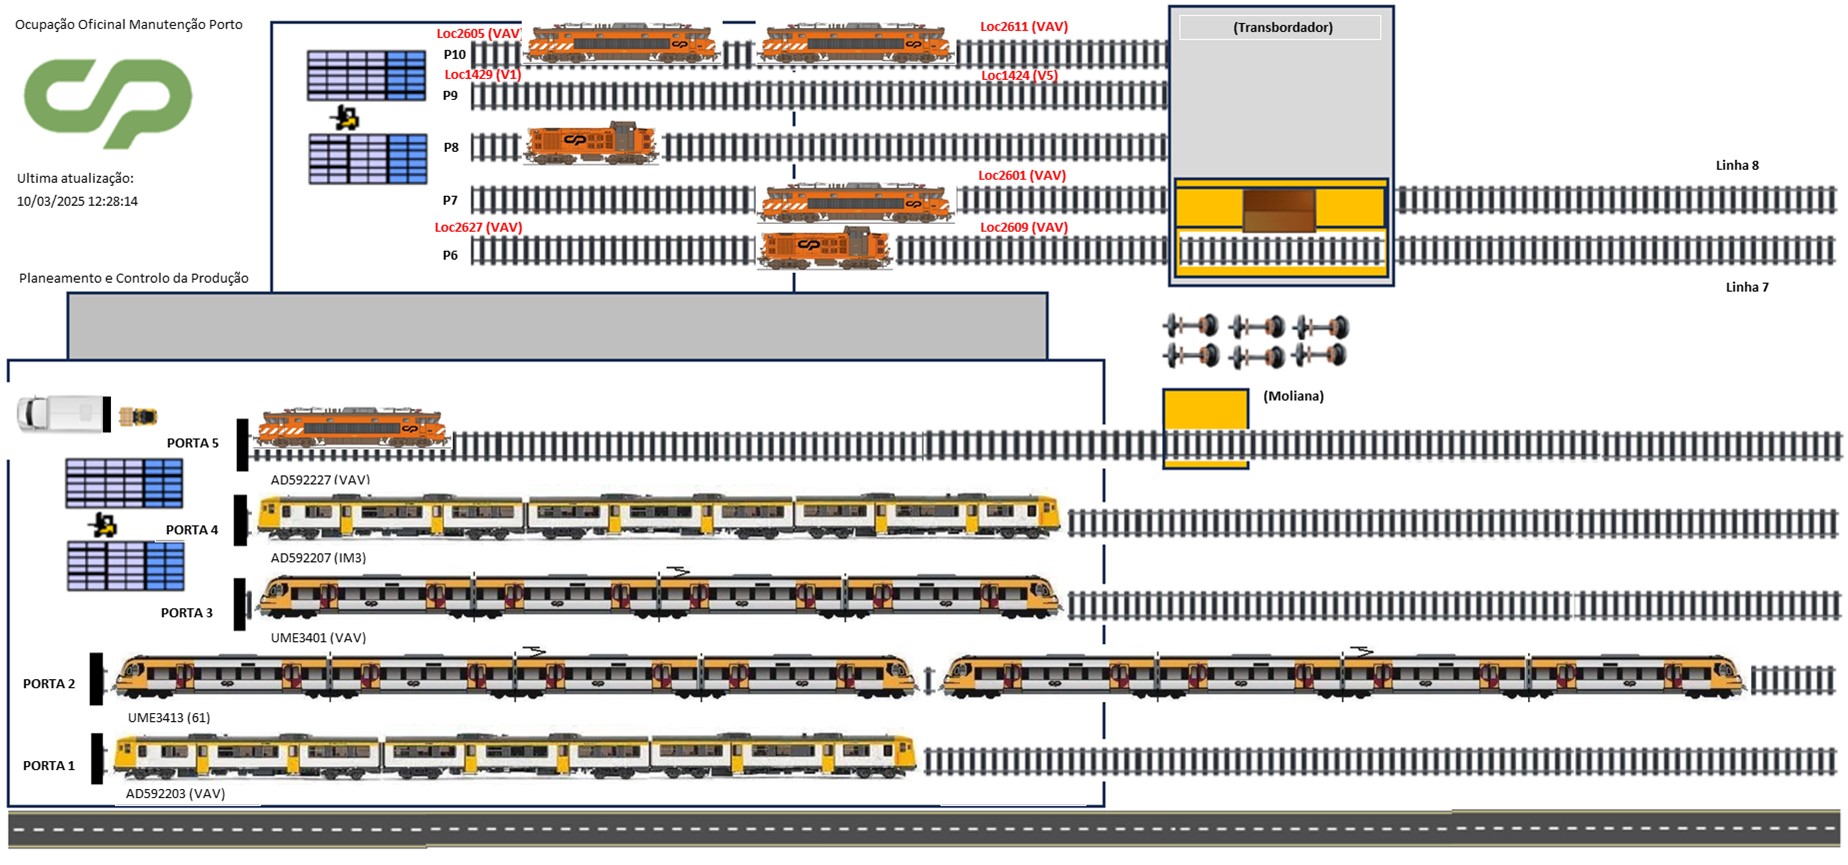 Ocupação Oficinal Manutenção Porto
Ultima atualização:
10/03/2025 12:28:14
Planeamento e Controlo da Produção
Loc2605 (VAV)
Loc2611 (VAV)
P10
Loc1429 (V1)
Loc1424 (V5)
P9
P8
Loc2601 (VAV)
P7
Loc2627 (VAV)
Loc2609 (VAV)
P6
(Transbordador)
Linha 8
Linha 7
(Moliana)
PORTA 5
AD592227 (VAV)
PORTA 4
AD592207 (IM3)
PORTA 3
UME3401 (VAV)
PORTA 2
UME3413 (61)
PORTA 1
AD592203 (VAV)